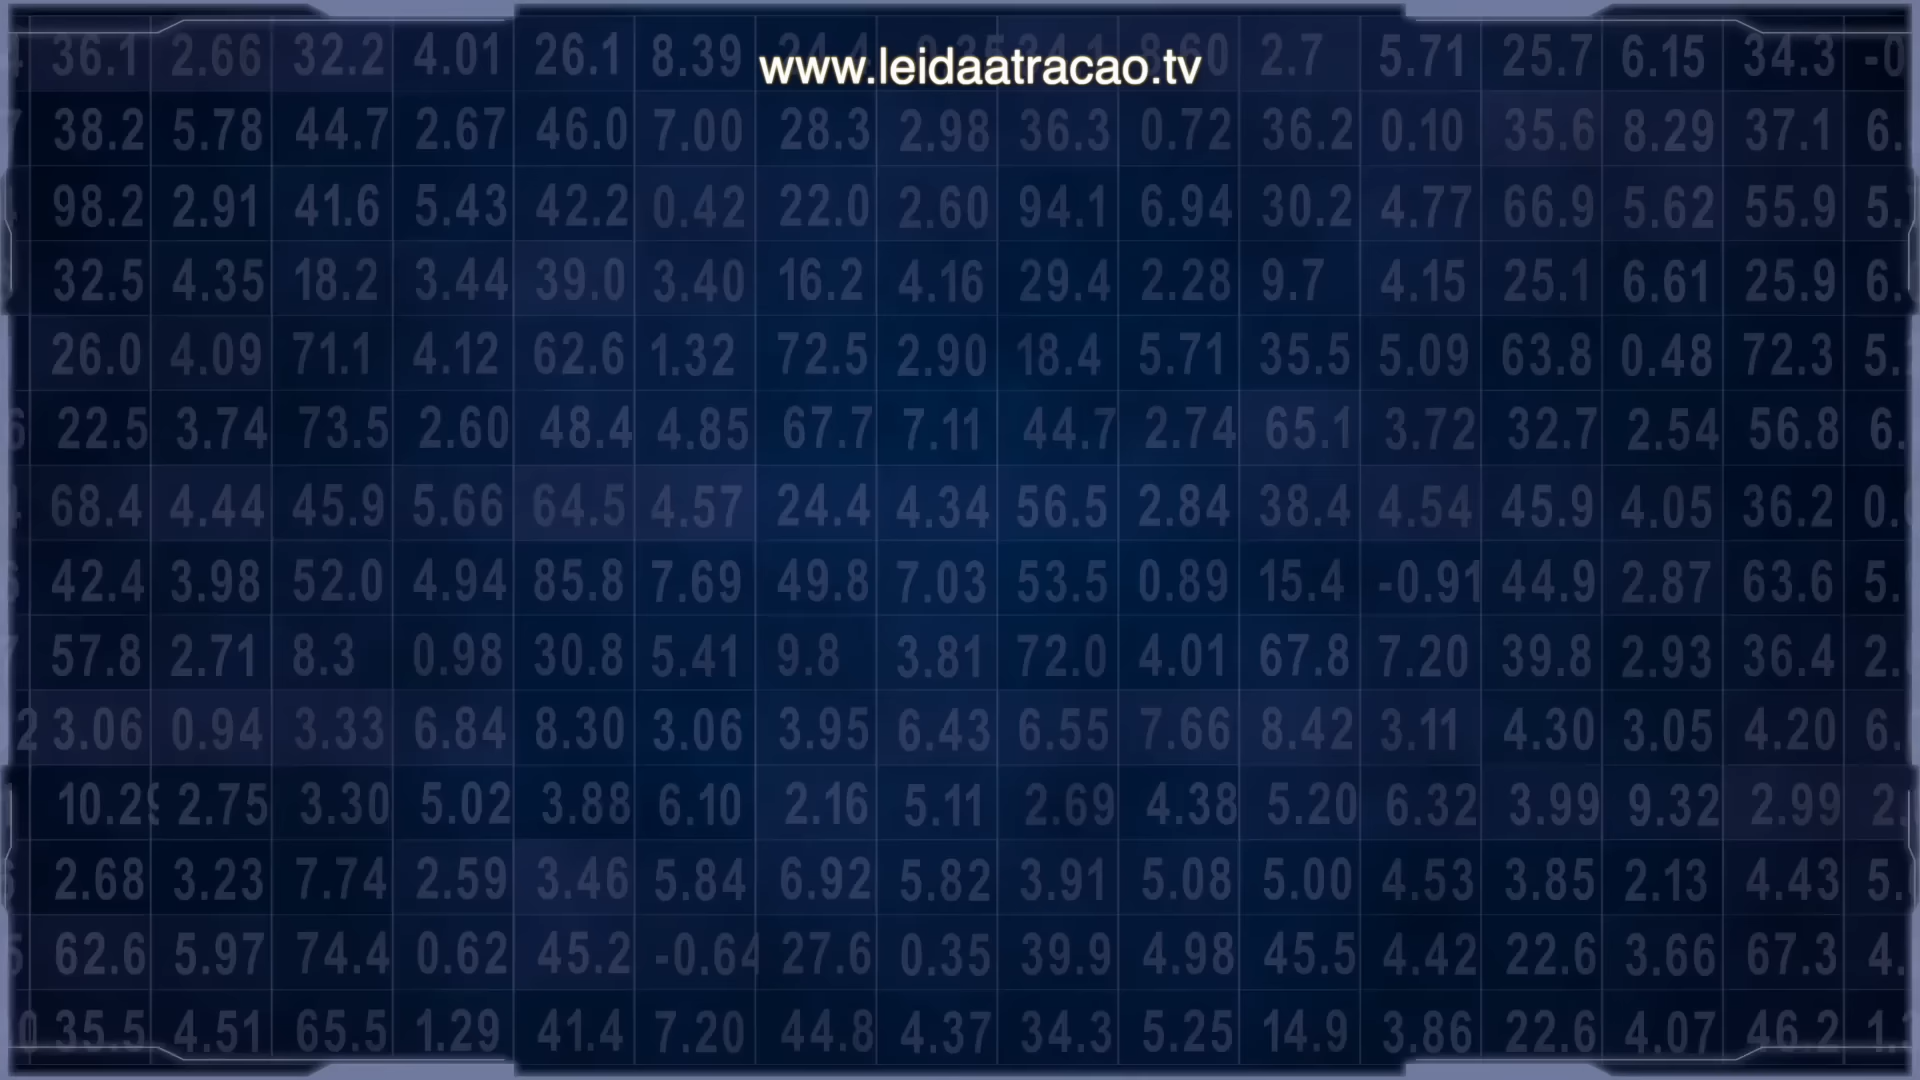 www.leidaatracao.tv
36.1 2.66 32.2 4.01 26.1 8.39 2.7 5.71 25.7 6.15 34.3
38.2 5.78 44.7 2.67 46.0 7.00 28.3 2.98 36.3 0.72 36.2 0.10 35.6 8.29 37.1
98.2 2.91 41.6 5.43 42.2 0.42 22.0 2.60 94.1 6.94 30.2 4.77 66.9 5.62 55.9
32.5 4.35 18.2 3.44 39.0 3.40 16.2 4.16 29.4 2.28 9.7 4.15 25.1 6.61 25.9
26.0 4.09 71.1 4.12 62.6 1.32 72.5 2.90 18.4 5.71 35.5 5.09 63.8 0.48 72.3
22.5 3.74 73.5 2.60 48.4 4.85 67.7 7.11 44.7 2.74 65.1 3.72 32.7 2.54 56.8
68.4 4.44 45.9 5.66 64.5 4.57 24.4 4.34 56.5 2.84 38.4 4.54 45.9 4.05 36.2
42.4 3.98 52.0 4.94 85.8 7.69 49.8 7.03 53.5 0.89 15.4 -0.91 44.9 2.87 63.6
57.8 2.71 8.3 0.98 30.8 5.41 9.8 3.81 72.0 4.01 67.8 7.20 39.8 2.93 36.4
3.06 0.94 3.33 6.84 8.30 3.06 3.95 6.43 6.55 7.66 8.42 3.11 4.30 3.05 4.20
10.29 2.75 3.30 5.02 3.88 6.10 2.16 5.11 2.69 4.38 5.20 6.32 3.99 9.32 2.99
2.68 3.23 7.74 2.59 3.46 5.84 6.92 5.82 3.91 5.08 5.00 4.53 3.85 2.13 4.43
62.6 5.97 74.4 0.62 45.2 -0.64 27.6 0.35 39.9 4.98 45.5 4.42 22.6 3.66 67.3
35.5 4.51 65.5 1.29 41.4 7.20 44.8 4.37 34.3 5.25 14.9 3.86 22.6 4.07 46.2